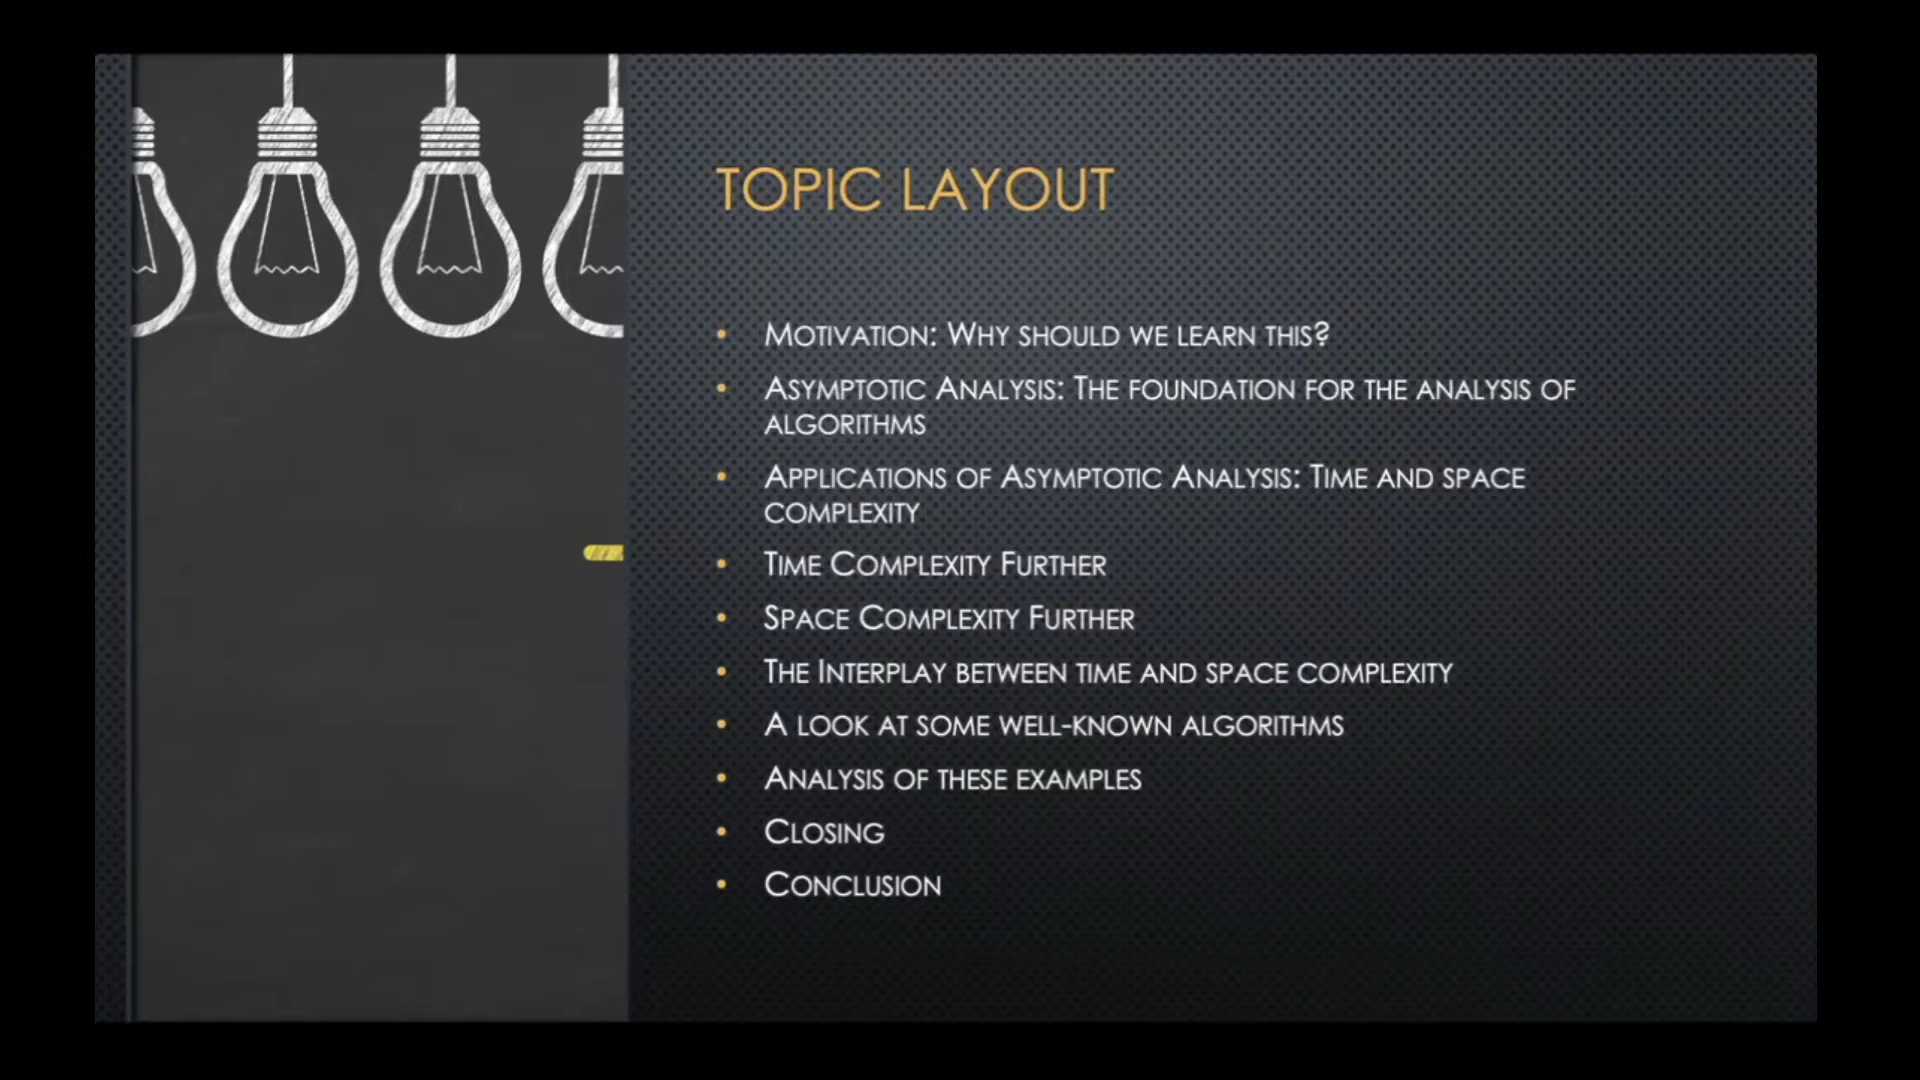 TOPIC LAYOUT
• MOTIVATION: WHY SHOULD WE LEARN THIS?
• ASYMPTOTIC ANALYSIS: THE FOUNDATION FOR THE ANALYSIS OF
ALGORITHMS
• APPLICATIONS OF ASYMPTOTIC ANALYSIS: TIME AND SPACE
COMPLEXITY
• TIME COMPLEXITY FURTHER
• SPACE COMPLEXITY FURTHER
• THE INTERPLAY BETWEEN TIME AND SPACE COMPLEXITY
• A LOOK AT SOME WELL-KNOWN ALGORITHMS
• ANALYSIS OF THESE EXAMPLES
• CLOSING
• CONCLUSION